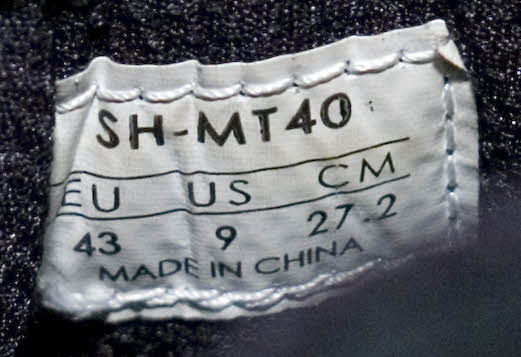 SH-MT40
EU US CM
43 9 27.2
MADE IN CHINA